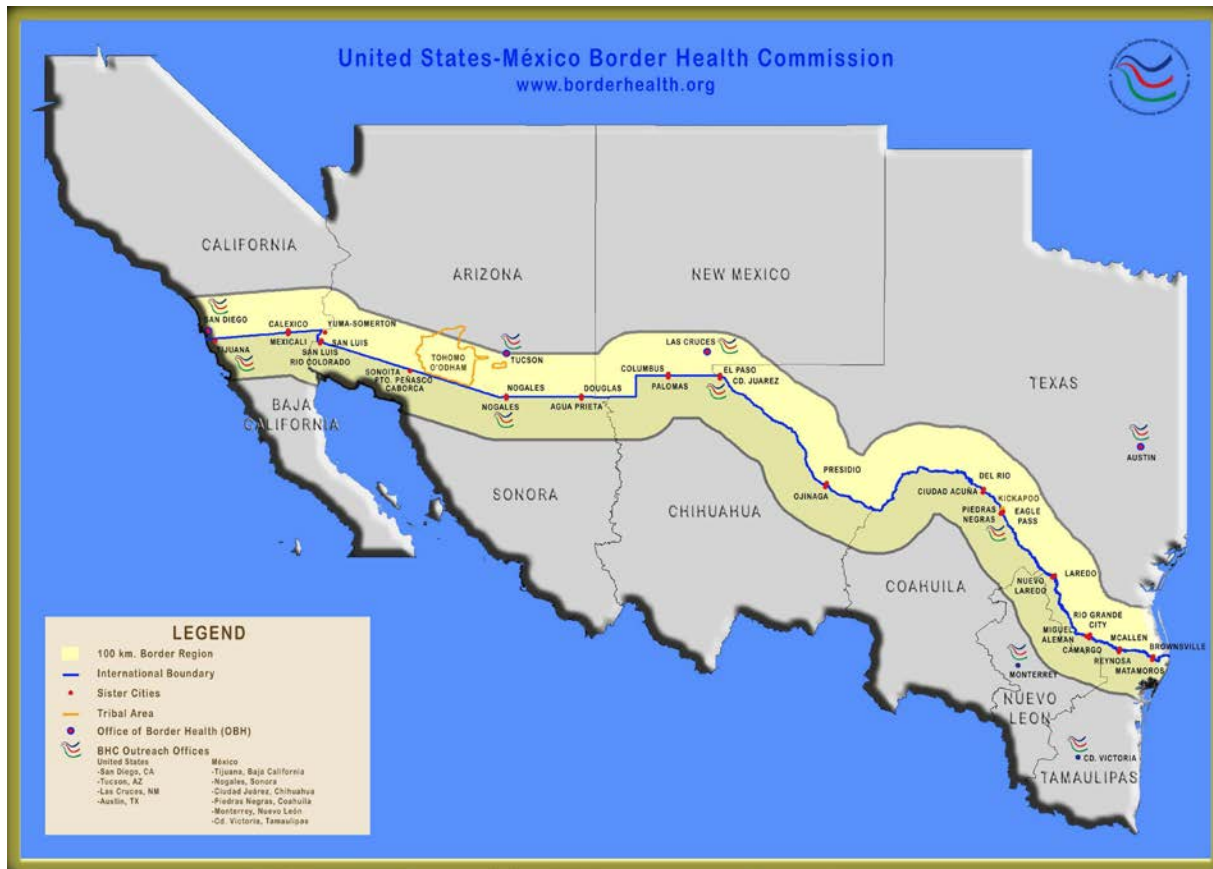 United States-México Border Health Commission
www.borderhealth.org
CALIFORNIA
ARIZONA
NEW MEXICO
TEXAS
SAN DIEGO
TIJUANA
CALEXICO
MEXICALI
YUMA-SOMERTON
SAN LUIS
SAN LUIS
RIO COLORADO
TOHOMO
O'ODHAM
TUCSON
SONOITA
PTO. PEÑASCO
CABORCA
NOGALES
NOGALES
DOUGLAS
AGUA PRIETA
LAS CRUCES
COLUMBUS
PALOMAS
EL PASO
CD. JUAREZ
BAJA
CALIFORNIA
SONORA
CHIHUAHUA
PRESIDIO
OJINAGA
AUSTIN
DEL RIO
CIUDAD ACUÑA
KICKAPOO
PIEDRAS
NEGRAS
EAGLE
PASS
COAHUILA
LAREDO
NUEVO
LAREDO
RIO GRANDE
CITY
MIGUEL
ALEMAN
CAMARGO
MCALLEN
REYNOSA
BROWNSVILLE
MATAMOROS
MONTERREY
NUEVO
LEON
CD. VICTORIA
TAMAULIPAS
LEGEND
100 km. Border Region
International Boundary
Sister Cities
Tribal Area
Office of Border Health (OBH)
BHC Outreach Offices
United States
-San Diego, CA
-Tucson, AZ
-Las Cruces, NM
-Austin, TX
México
-Tijuana, Baja California
-Nogales, Sonora
-Ciudad Juárez, Chihuahua
-Piedras Negras, Coahuila
-Monterrey, Nuevo León
-Cd. Victoria, Tamaulipas